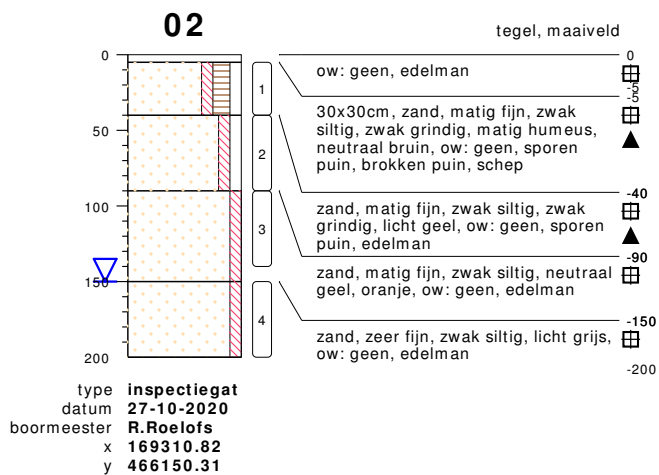 02
tegel, maaiveld
0
50
100
150
200
1
2
3
4
0
ow: geen, edelman
-5
-5
30x30cm, zand, matig fijn, zwak
siltig, zwak grindig, matig humeus,
neutraal bruin, ow: geen, sporen
puin, brokken puin, schep
-40
zand, matig fijn, zwak siltig, zwak
grindig, licht geel, ow: geen, sporen
puin, edelman
-90
zand, matig fijn, zwak siltig, neutraal
geel, oranje, ow: geen, edelman
-150
zand, zeer fijn, zwak siltig, licht grijs,
ow: geen, edelman
-200
type inspectiegat
datum 27-10-2020
boormeester R.Roelofs
x 169310.82
y 466150.31